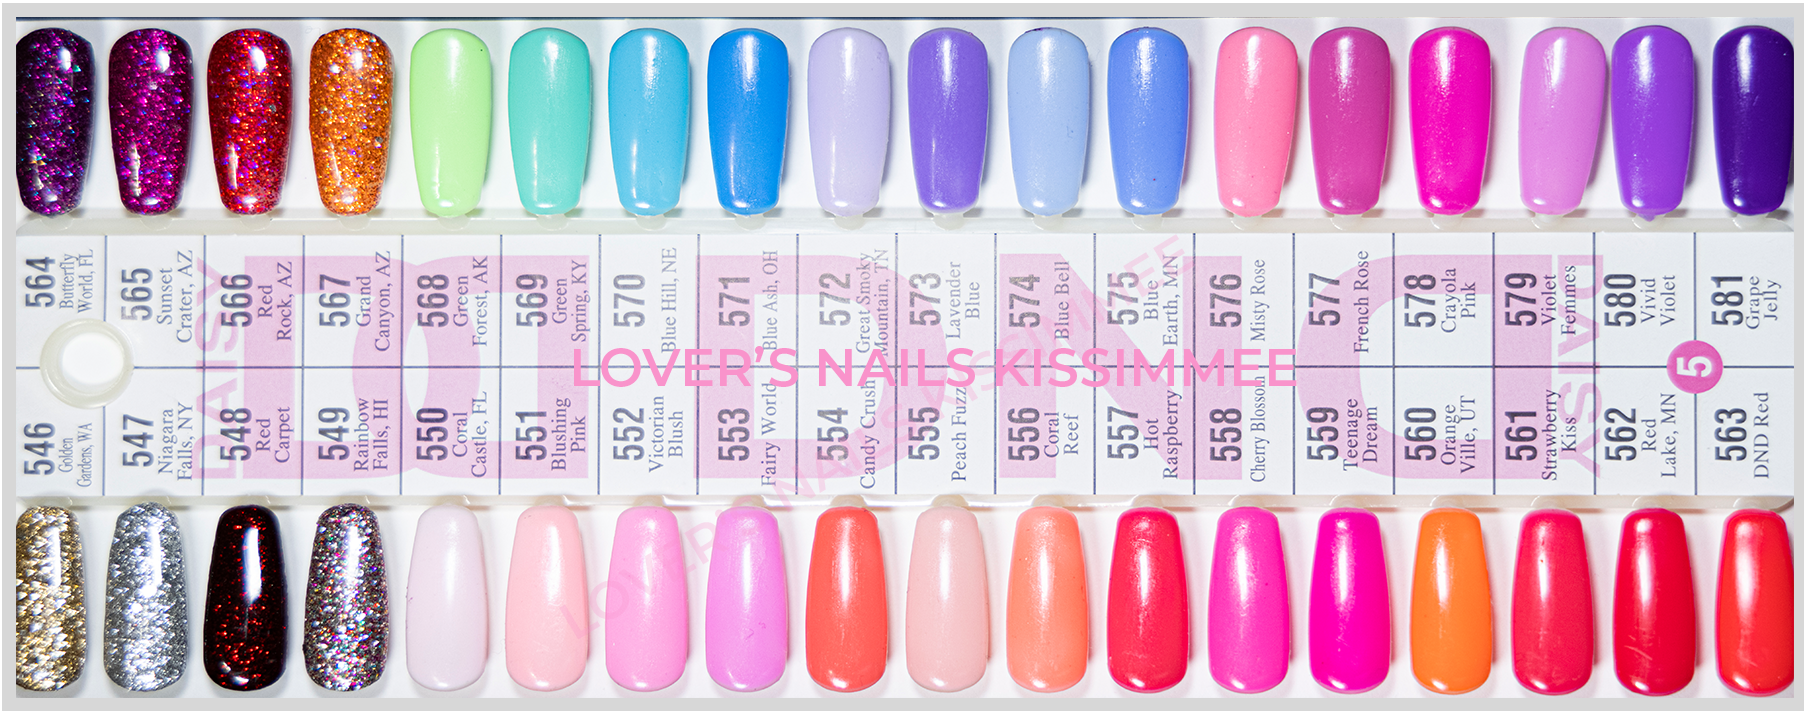 564
Butterfly
World, FL
565
Sunset
Crater, AZ
566
Red
Rock, AZ
567
Grand
Canyon, AZ
568
Green
Forest, AK
569
Green
Spring, KY
570
Blue Hill, NE
571
Blue Ash, OH
572
Great Smoky
Mountain, TN
573
Lavender
Blue
574
Blue Bell
575
Blue
Earth, MN
576
Misty Rose
577
French Rose
578
Crayola
Pink
579
Violet
Femmes
580
Vivid
Violet
581
Grape
Jelly
DAISY
DND
DAISY
5
LOVER'S NAILS KISSIMMEE
LOVER'S NAILS KISSIMMEE
546
Golden
Gardens, WA
547
Niagara
Falls, NY
548
Red
Carpet
549
Rainbow
Falls, HI
550
Coral
Castle, FL
551
Blushing
Pink
552
Victorian
Blush
553
Fairy World
554
Candy Crush
555
Peach Fuzz
556
Coral
Reef
557
Hot
Raspberry
558
Cherry Blossom
559
Teenage
Dream
560
Orange
Ville, UT
561
Strawberry
Kiss
562
Red
Lake, MN
563
DND Red